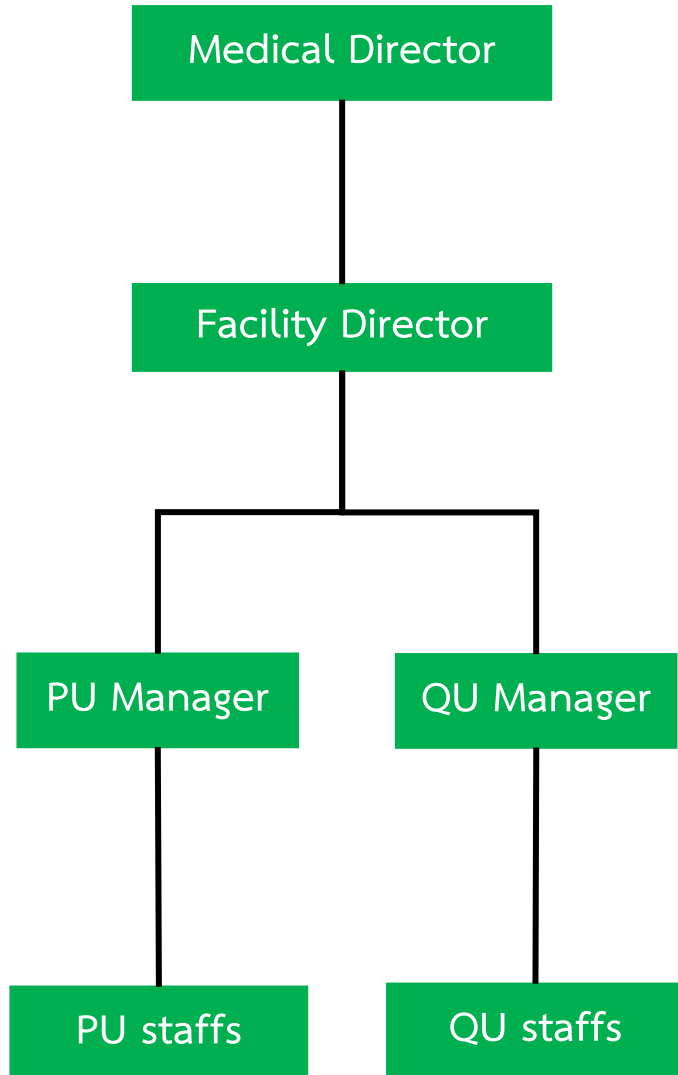 Medical Director
Facility Director
PU Manager
QU Manager
PU staffs
QU staffs